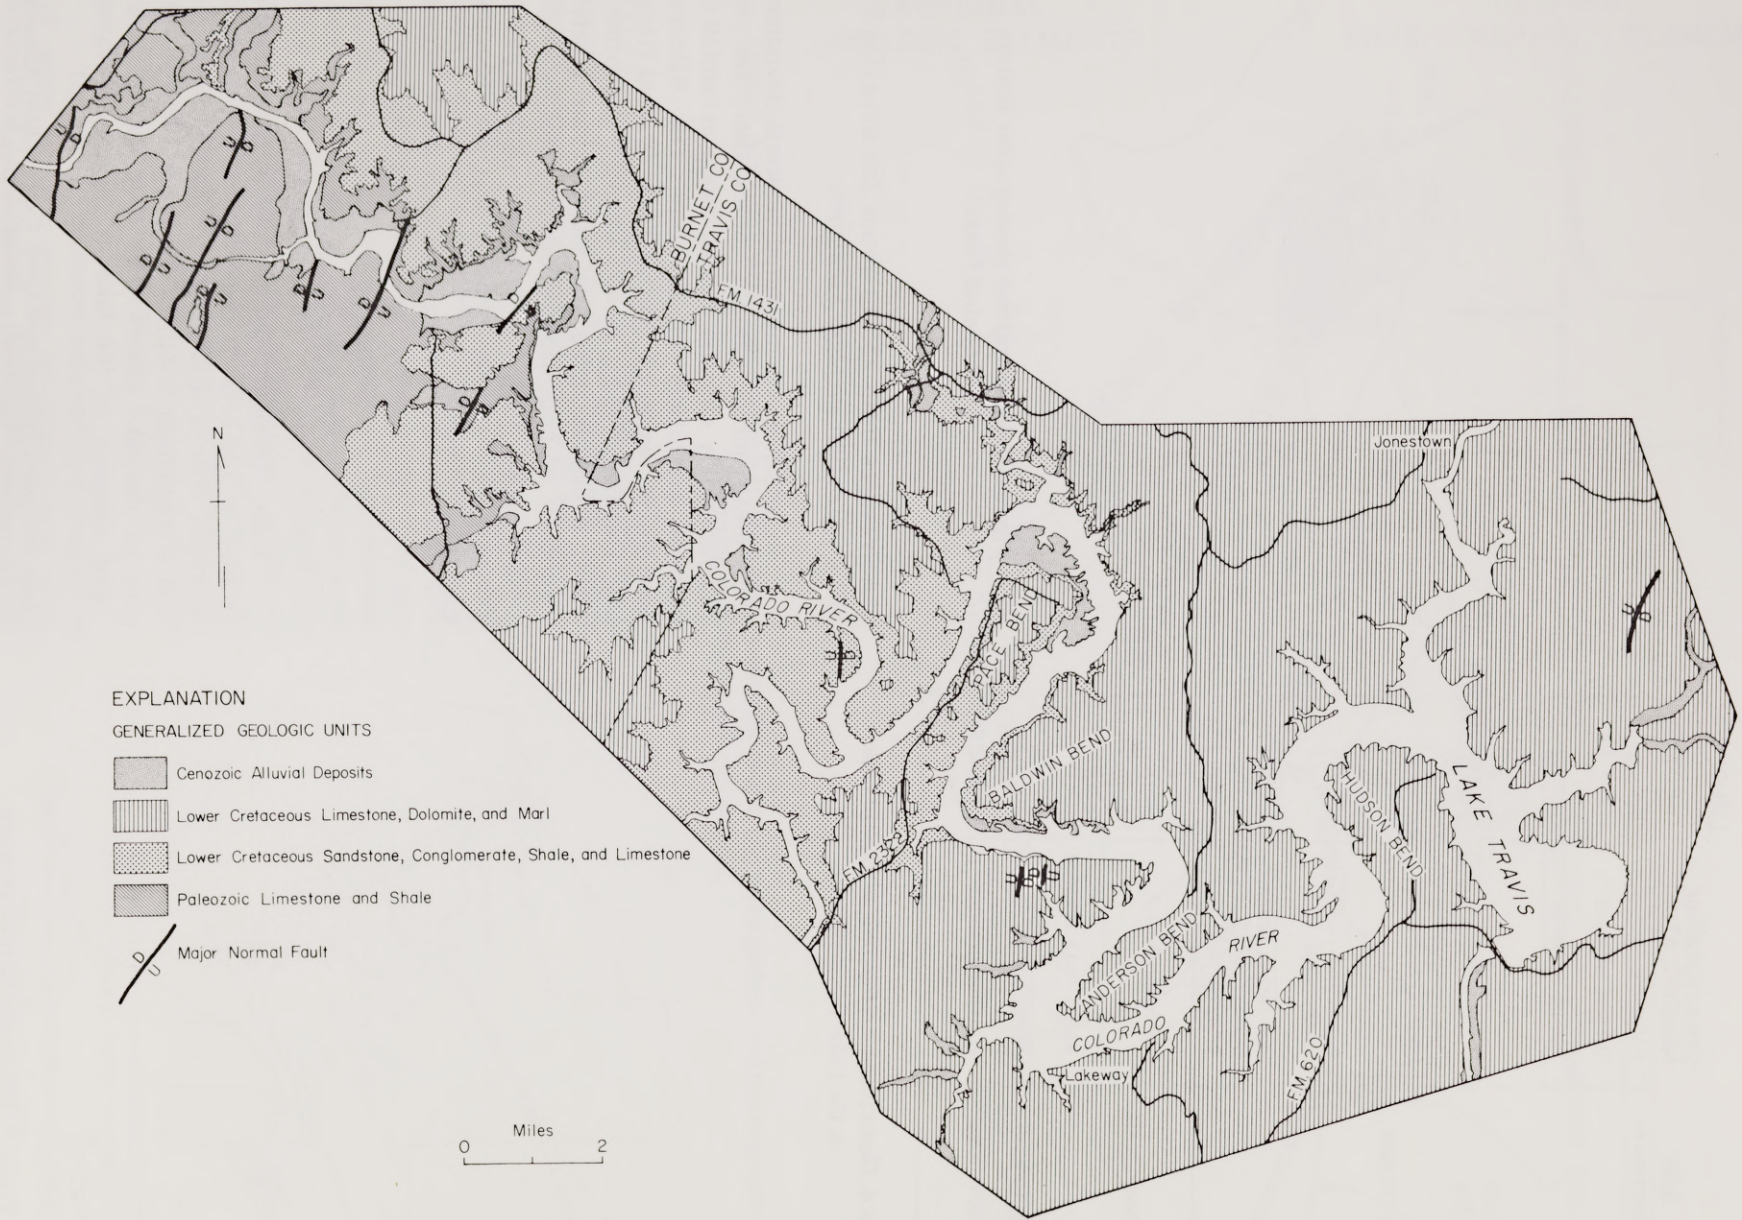 BURNET CO
TRAVIS CO
FM 1431
N
Jonestown
COLORADO RIVER
PACE BEND
EXPLANATION
GENERALIZED GEOLOGIC UNITS
Cenozoic Alluvial Deposits
Lower Cretaceous Limestone, Dolomite, and Marl
Lower Cretaceous Sandstone, Conglomerate, Shale, and Limestone
Paleozoic Limestone and Shale
D
U
Major Normal Fault
BALDWIN BEND
HUDSON BEND
LAKE TRAVIS
FM 2322
ANDERSON BEND
RIVER
COLORADO
Lakeway
FM 620
Miles
0 2